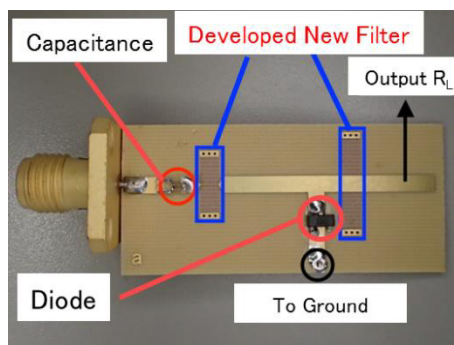 Capacitance
Developed New Filter
Output RL
a
Diode
To Ground